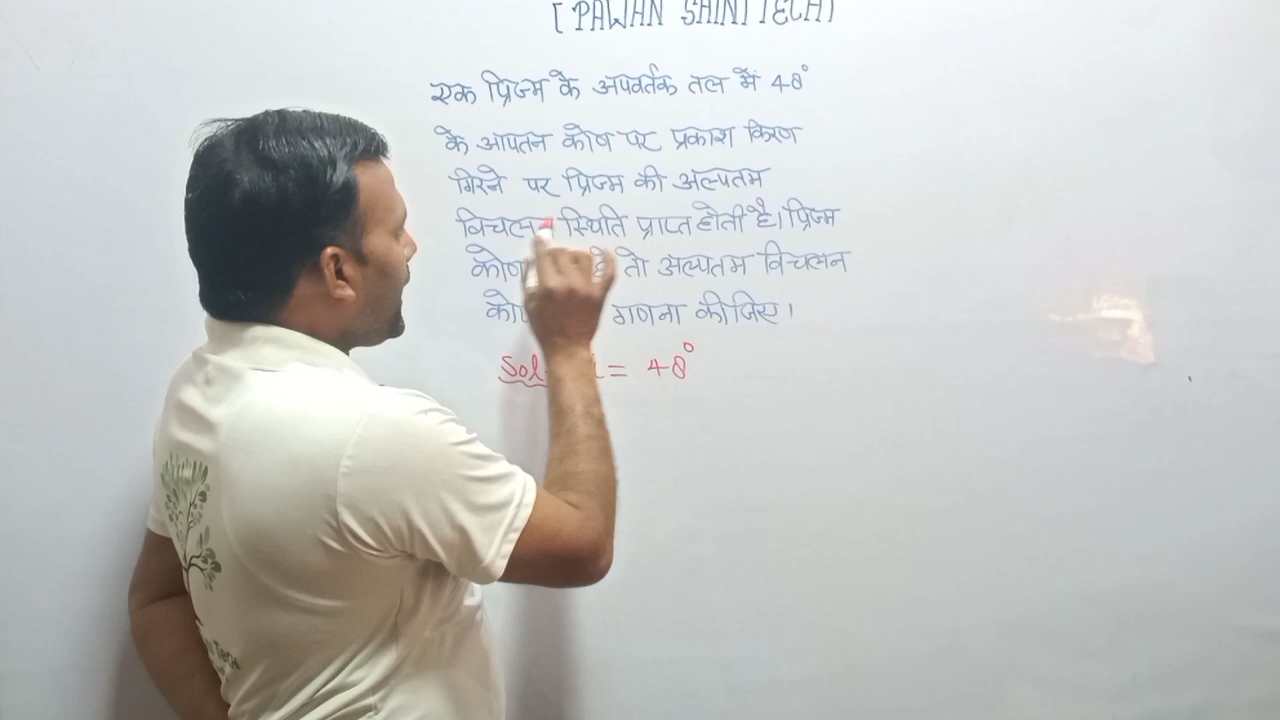 [ PAWAN SAINI TECH]
एक प्रिज्म के अपवर्तक तल में 48°
के आपतन कोण पर प्रकाश किरण
गिरने पर प्रिज्म की अल्पतम
विचलन स्थिति प्राप्त होती है। प्रिज्म
कोण है तो अल्पतम विचलन
को गणना कीजिए।
Sol i = 48°
Tech